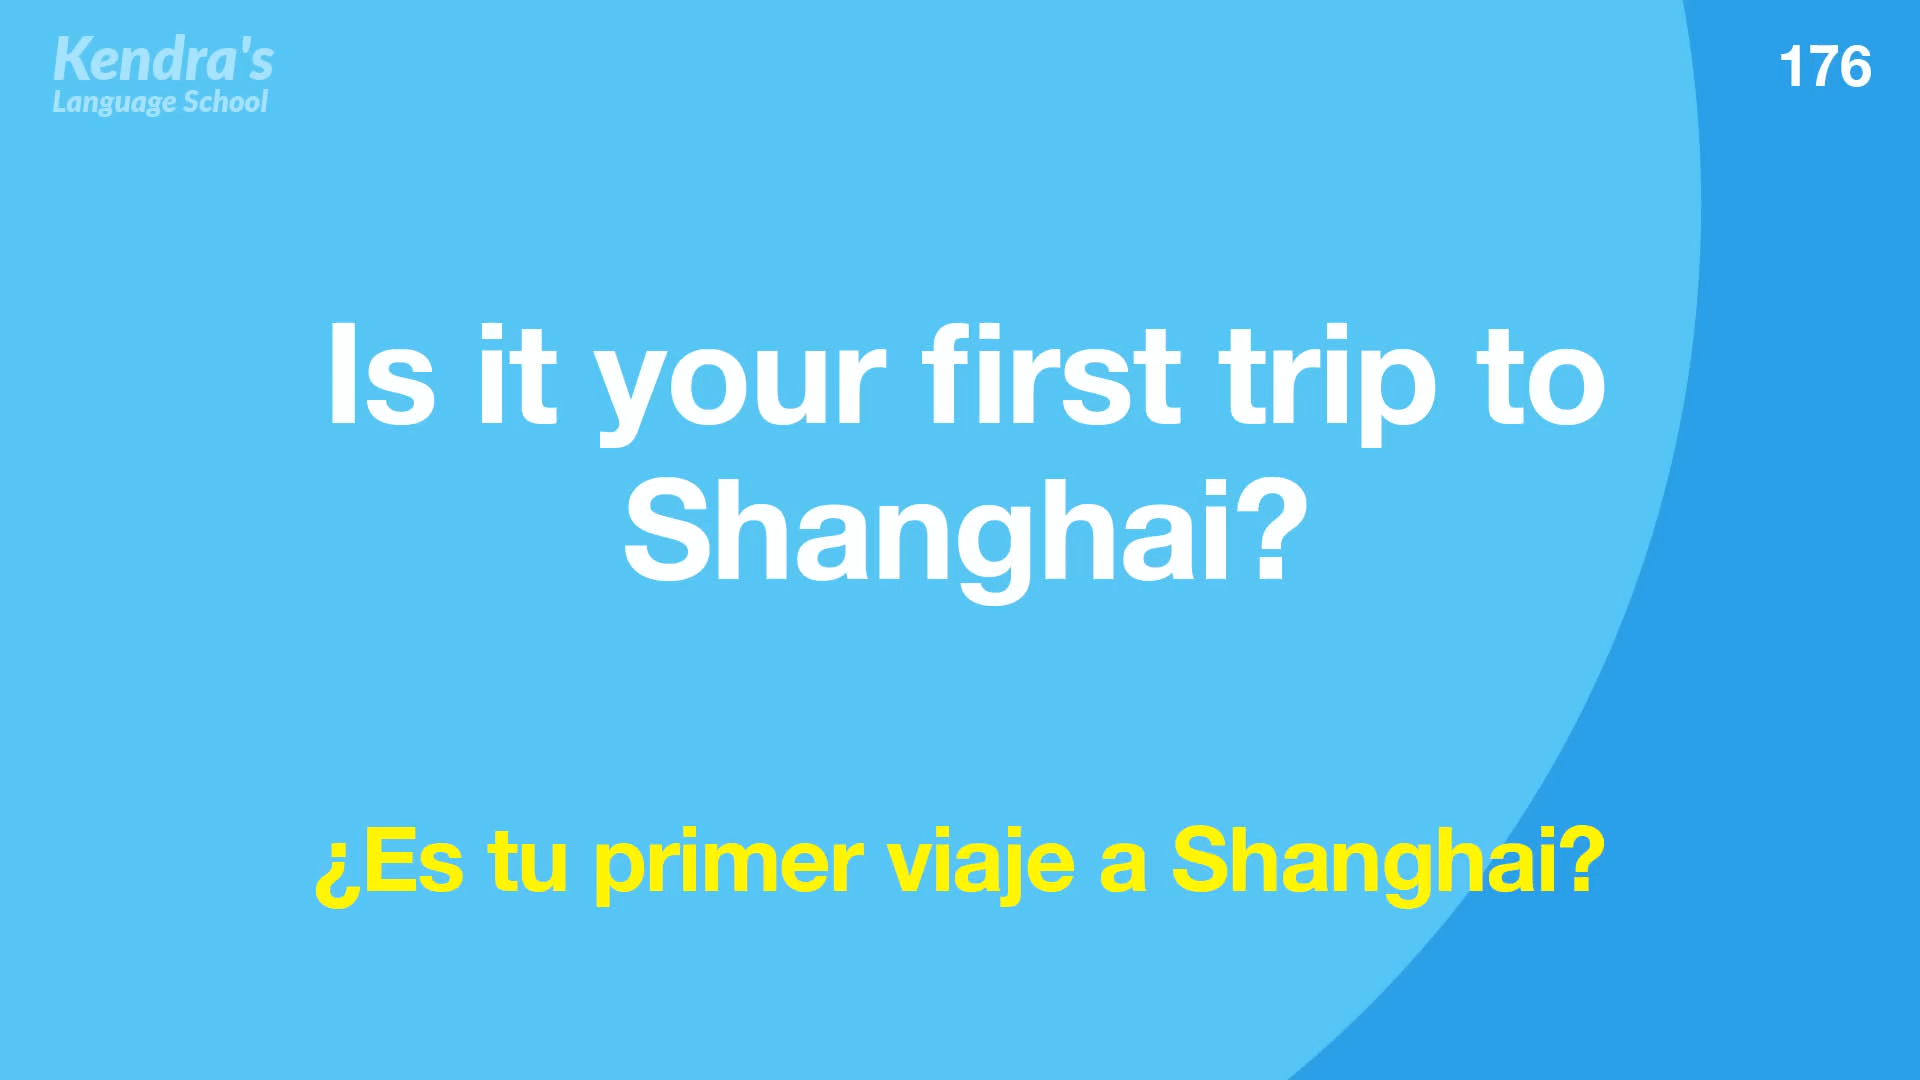 Kendra's
Language School
176
Is it your first trip to
Shanghai?
¿Es tu primer viaje a Shanghai?